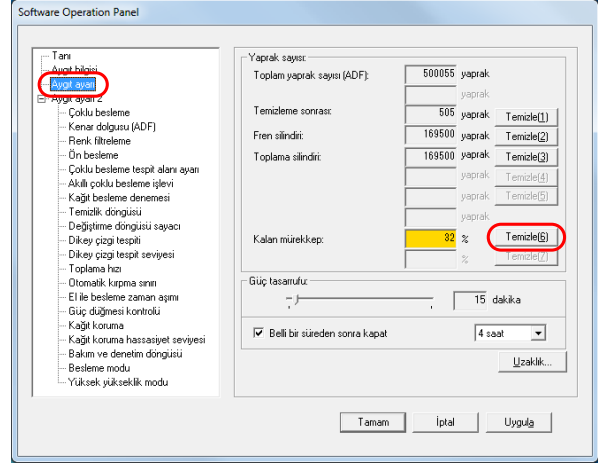 Software Operation Panel
Tanı
Aygıt bilgisi
Aygıt ayarı
Aygıt ayarı 2
Çoklu besleme
Kenar dolgusu (ADF)
Renk filtreleme
Ön besleme
Çoklu besleme tespit alanı ayarı
Akıllı çoklu besleme işlevi
Kağıt besleme denemesi
Temizlik döngüsü
Değiştirme döngüsü sayacı
Dikey çizgi tespiti
Dikey çizgi tespit seviyesi
Toplama hızı
Otomatik kırpma sınırı
El ile besleme zaman aşımı
Güç düğmesi kontrolü
Kağıt koruma
Kağıt koruma hassasiyet seviyesi
Bakım ve denetim döngüsü
Besleme modu
Yüksek yükseklik modu
Yaprak sayısı:
Toplam yaprak sayısı (ADF): 500055 yaprak
yaprak
Temizleme sonrası: 505 yaprak Temizle(1)
Fren silindiri: 169500 yaprak Temizle(2)
Toplama silindiri: 169500 yaprak Temizle(3)
yaprak Temizle(4)
yaprak Temizle(5)
yaprak
Kalan mürekkep: 32 % Temizle(6)
% Temizle(7)
Güç tasarrufu:
15 dakika
Belli bir süreden sonra kapat 4 saat
Uzaklık...
Tamam İptal Uygula